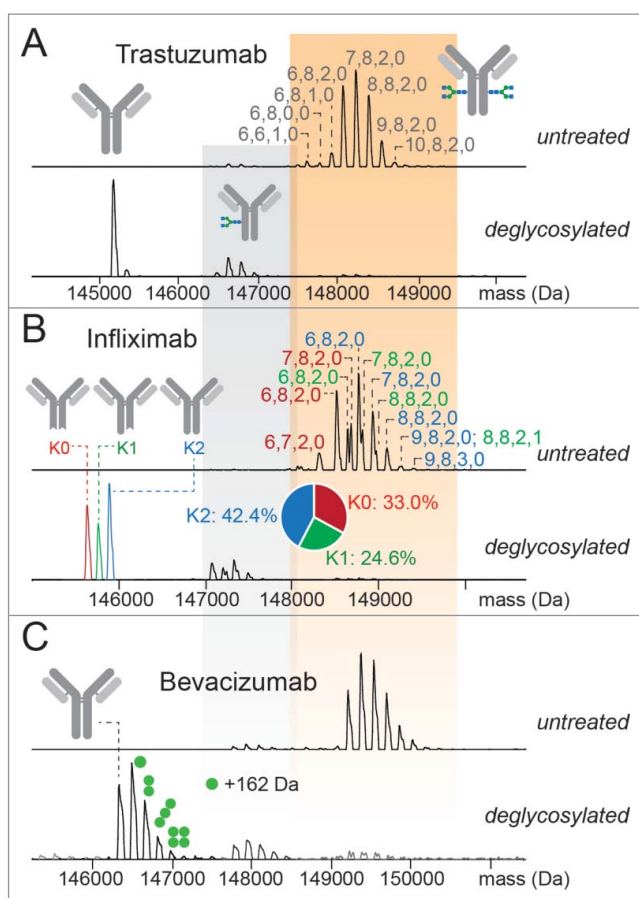 A
Trastuzumab
7,8,2,0
6,8,2,0
8,8,2,0
6,8,1,0
6,8,0,0
9,8,2,0
6,6,1,0
10,8,2,0
untreated
deglycosylated
145000 146000 147000 148000 149000 mass (Da)
B
Infliximab
6,8,2,0
7,8,2,0
7,8,2,0
6,8,2,0
7,8,2,0
6,8,2,0
8,8,2,0
8,8,2,0
K0 K1 K2
6,7,2,0
9,8,2,0; 8,8,2,1
9,8,3,0
untreated
K0: 33.0%
K2: 42.4%
K1: 24.6%
deglycosylated
146000 147000 148000 149000 mass (Da)
C
Bevacizumab
untreated
+162 Da
deglycosylated
146000 147000 148000 149000 150000 mass (Da)